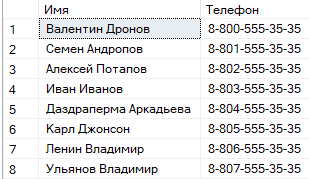 Имя Телефон
1 Валентин Дронов 8-800-555-35-35
2 Семен Андропов 8-801-555-35-35
3 Алексей Потапов 8-802-555-35-35
4 Иван Иванов 8-803-555-35-35
5 Даздраперма Аркадьева 8-804-555-35-35
6 Карл Джонсон 8-805-555-35-35
7 Ленин Владимир 8-806-555-35-35
8 Ульянов Владимир 8-807-555-35-35